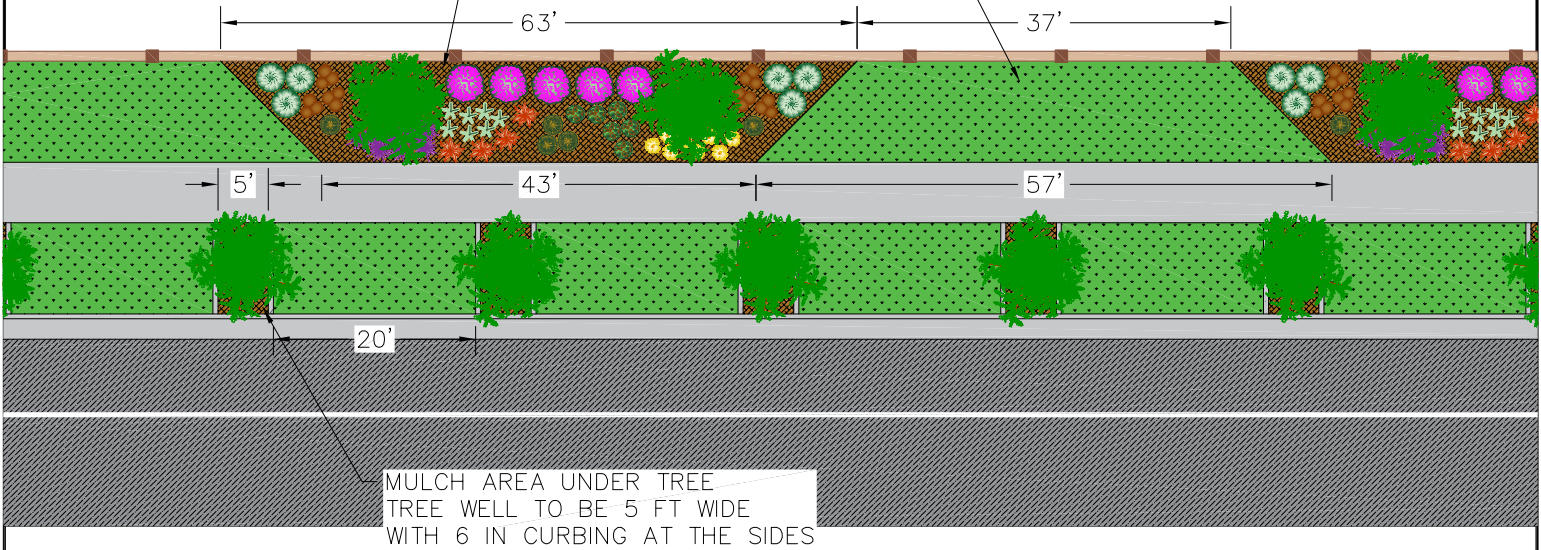 63'
37'
5'
43'
57'
20'
MULCH AREA UNDER TREE
TREE WELL TO BE 5 FT WIDE
WITH 6 IN CURBING AT THE SIDES